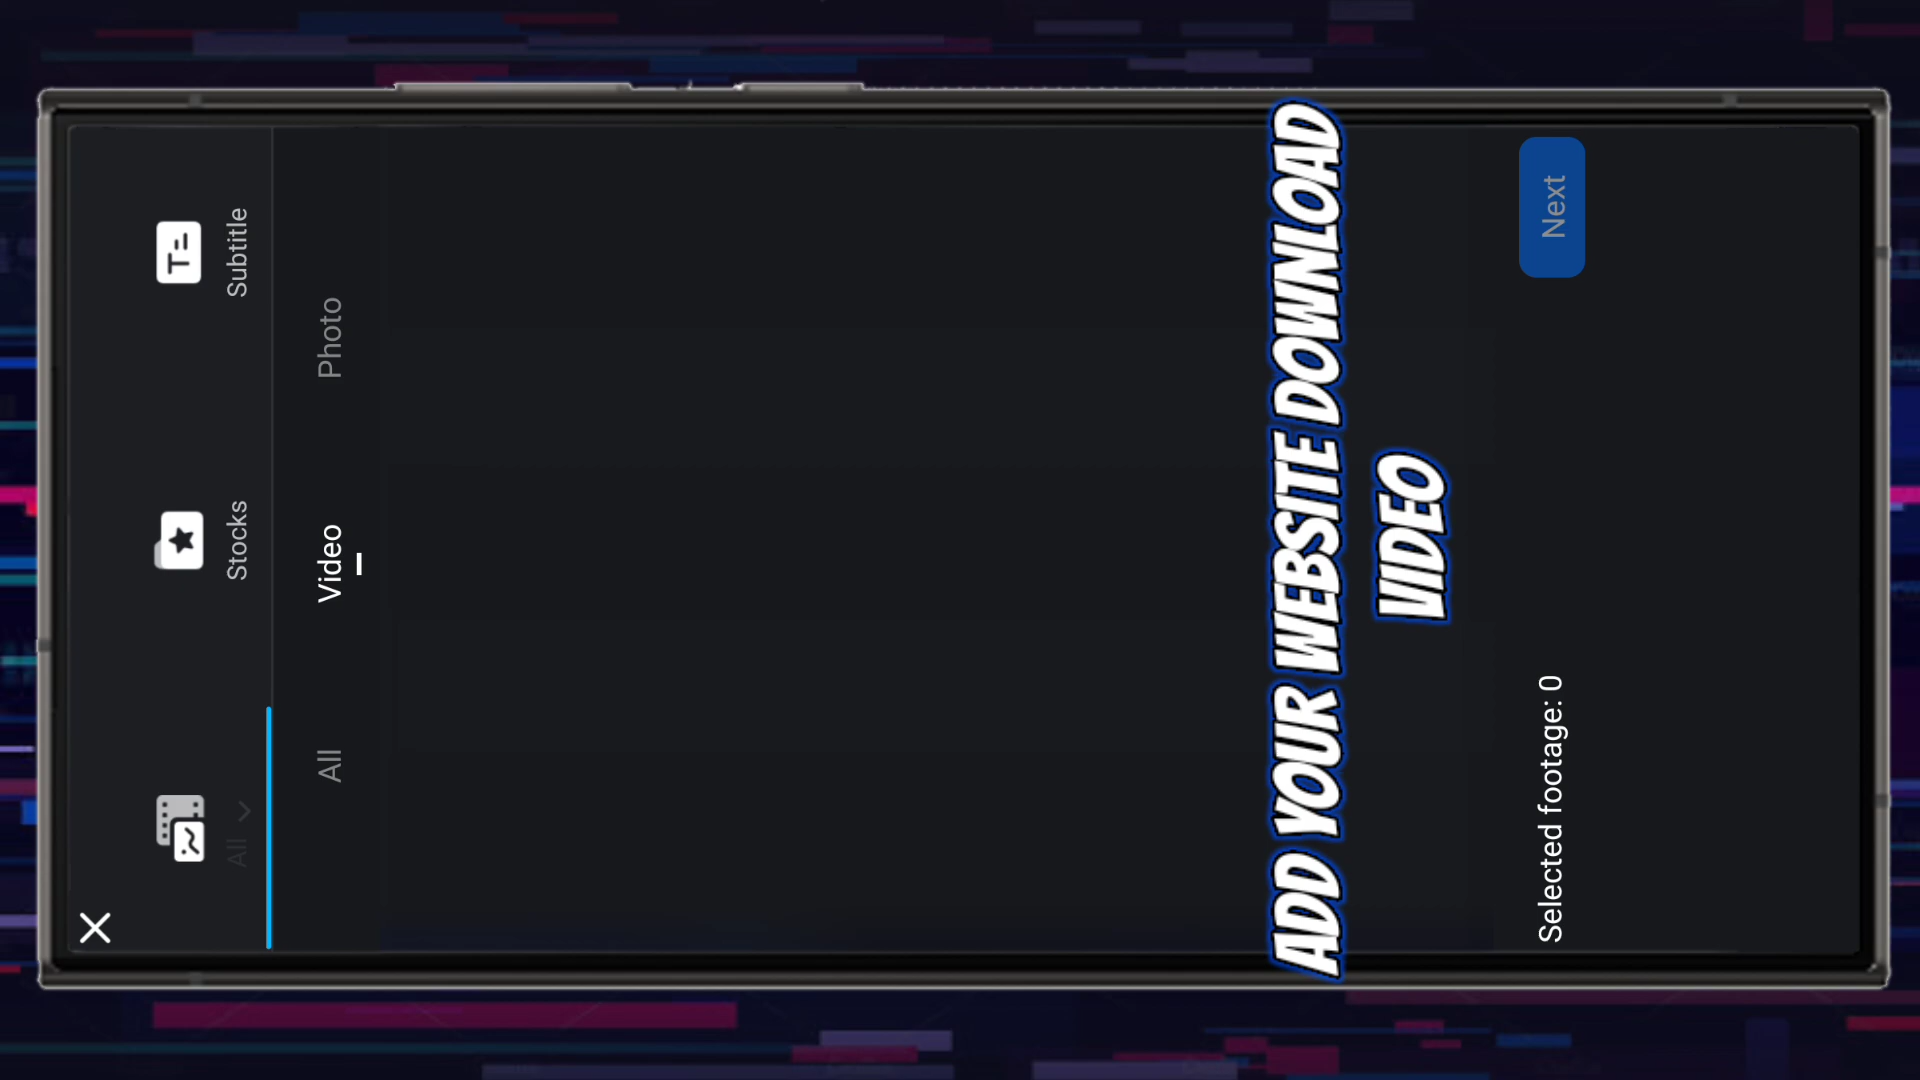 All
Stocks
Subtitle
All
Video
Photo
ADD YOUR WEBSITE DOWNLOAD
VIDEO
Selected footage: 0
Next